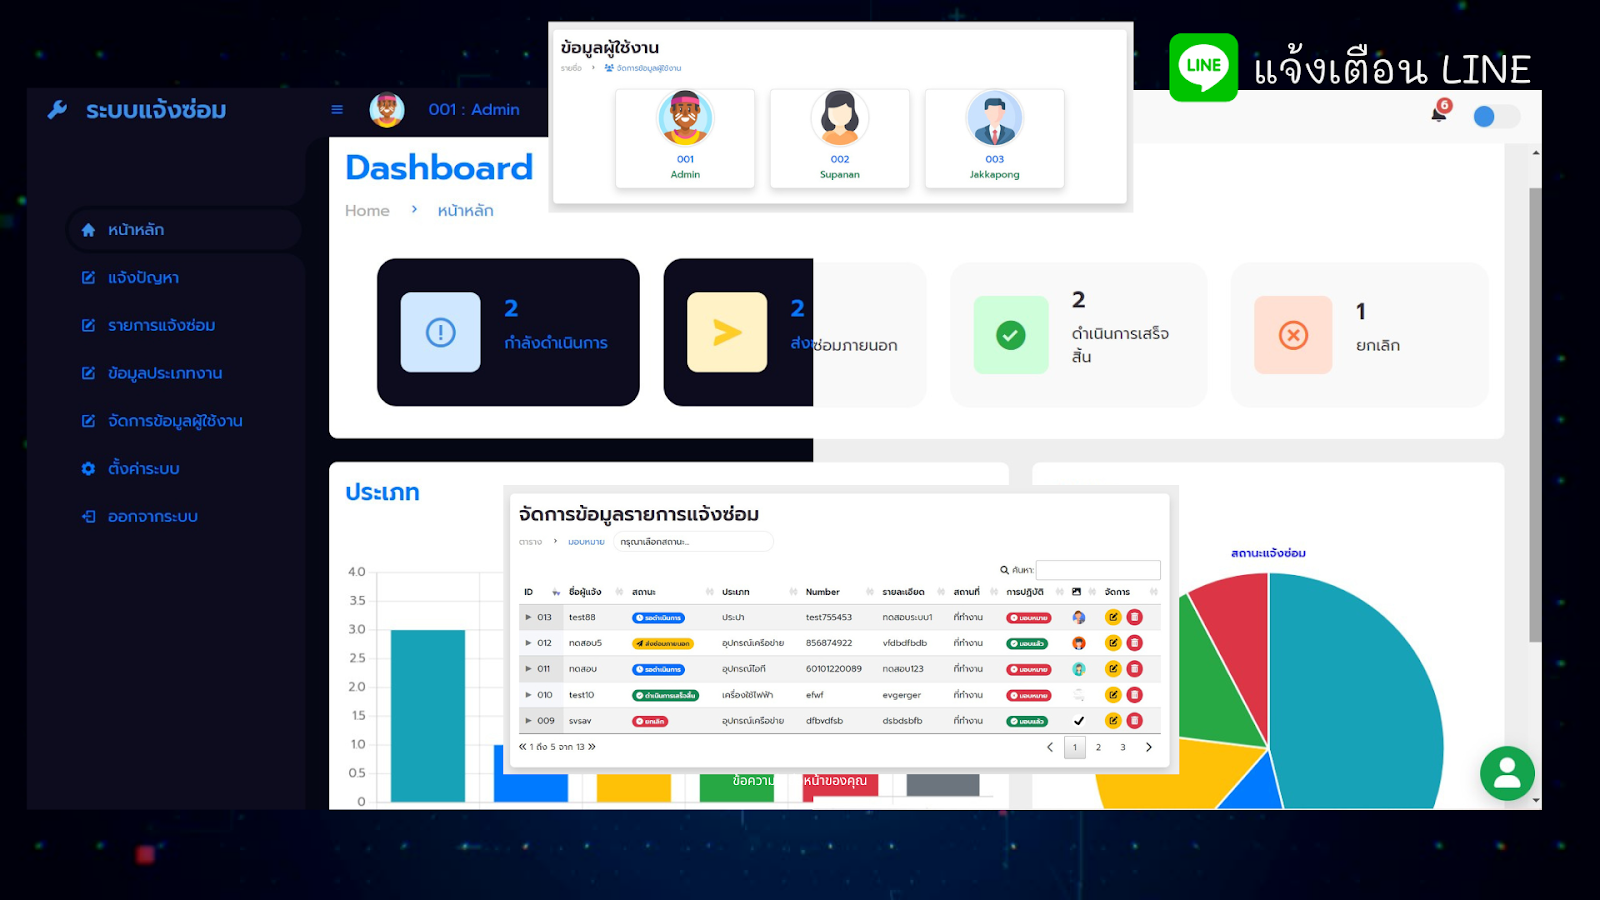 ข้อมูลผู้ใช้งาน
รายชื่อ › จัดการข้อมูลผู้ใช้งาน
001
Admin
002
Supanan
003
Jakkapong
LINE
แจ้งเตือน LINE
ระบบแจ้งซ่อม
001 : Admin
6
หน้าหลัก
แจ้งปัญหา
รายการแจ้งซ่อม
ข้อมูลประเภทงาน
จัดการข้อมูลผู้ใช้งาน
ตั้งค่าระบบ
ออกจากระบบ
Dashboard
Home › หน้าหลัก
2
กำลังดำเนินการ
2
ส่งซ่อมภายนอก
2
ดำเนินการเสร็จ
สิ้น
1
ยกเลิก
ประเภท
4.0
3.5
3.0
2.5
2.0
1.5
1.0
0.5
0
จัดการข้อมูลรายการแจ้งซ่อม
ตาราง › มอบหมาย กรุณาเลือกสถานะ...
ค้นหา:
ID ชื่อผู้แจ้ง สถานะ ประเภท Number รายละเอียด สถานที่ การปฏิบัติ จัดการ
013 test88 รอดำเนินการ ประปา test755453 ทดสอบระบบ1 ที่ทำงาน มอบหมาย
012 ทดสอบ5 ส่งซ่อมภายนอก อุปกรณ์เครือข่าย 856874922 vfdbdfbdb ที่ทำงาน มอบแล้ว
011 ทดสอบ รอดำเนินการ อุปกรณ์ไอที 60101220089 ทดสอบ123 ที่ทำงาน มอบหมาย
010 test10 ดำเนินการเสร็จสิ้น เครื่องใช้ไฟฟ้า efwf evgerger ที่ทำงาน มอบหมาย
009 svsav ยกเลิก อุปกรณ์เครือข่าย dfbvdfsb dsbdsbfb ที่ทำงาน มอบแล้ว
« 1 ถึง 5 จาก 13 » 1 2 3
ข้อความ หน้าของคุณ
สถานะแจ้งซ่อม